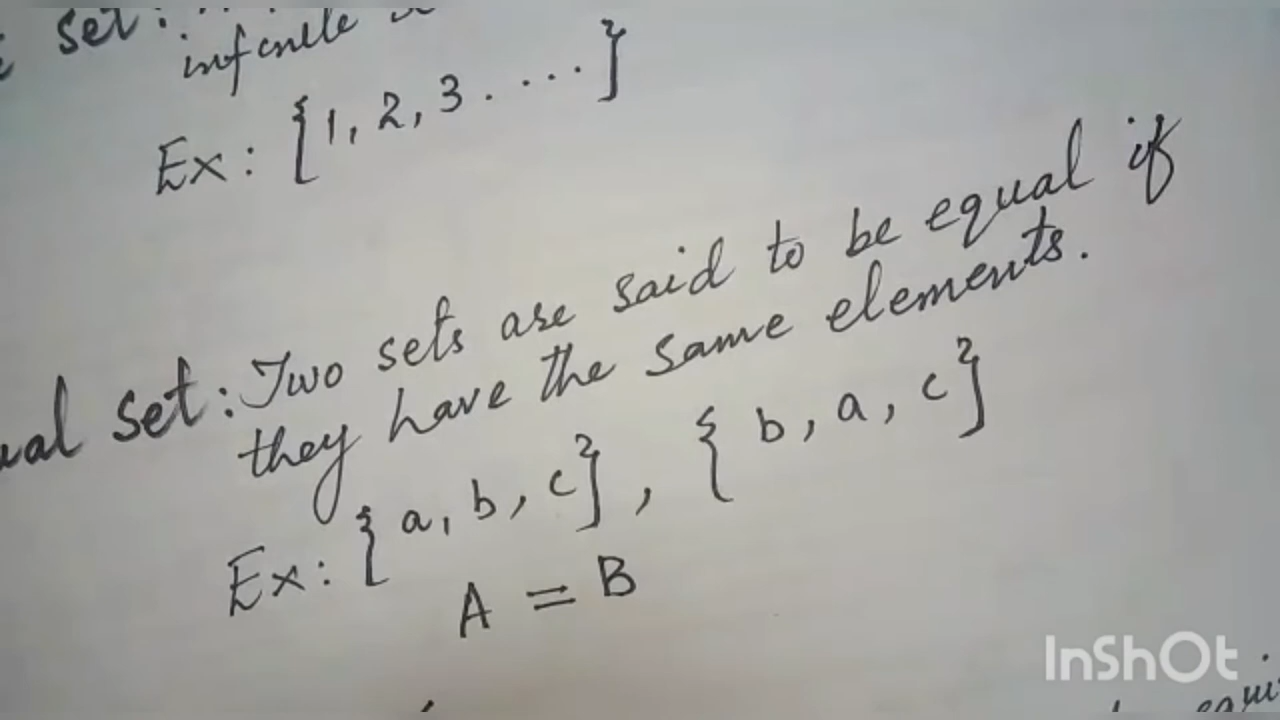 set:
infinite
Ex: {1, 2, 3. ...}
ual set: Two sets are said to be equal if
they have the same elements.
Ex: {a, b, c}, {b, a, c}
A = B
InShOt